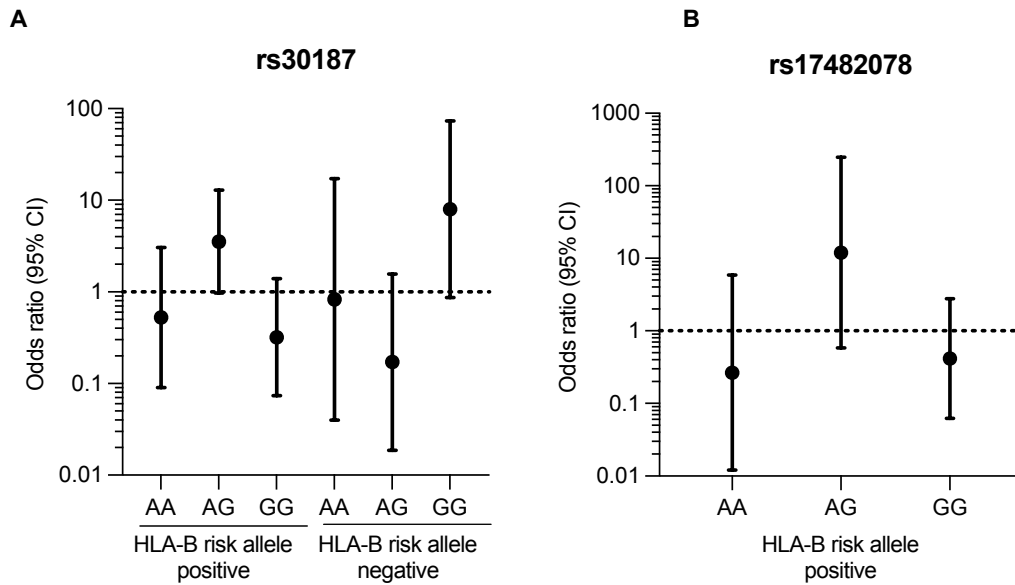 A
rs30187
Odds ratio (95% CI)
100
10
1
0.1
0.01
AA AG GG AA AG GG
HLA-B risk allele
positive
HLA-B risk allele
negative
B
rs17482078
Odds ratio (95% CI)
1000
100
10
1
0.1
0.01
AA AG GG
HLA-B risk allele
positive